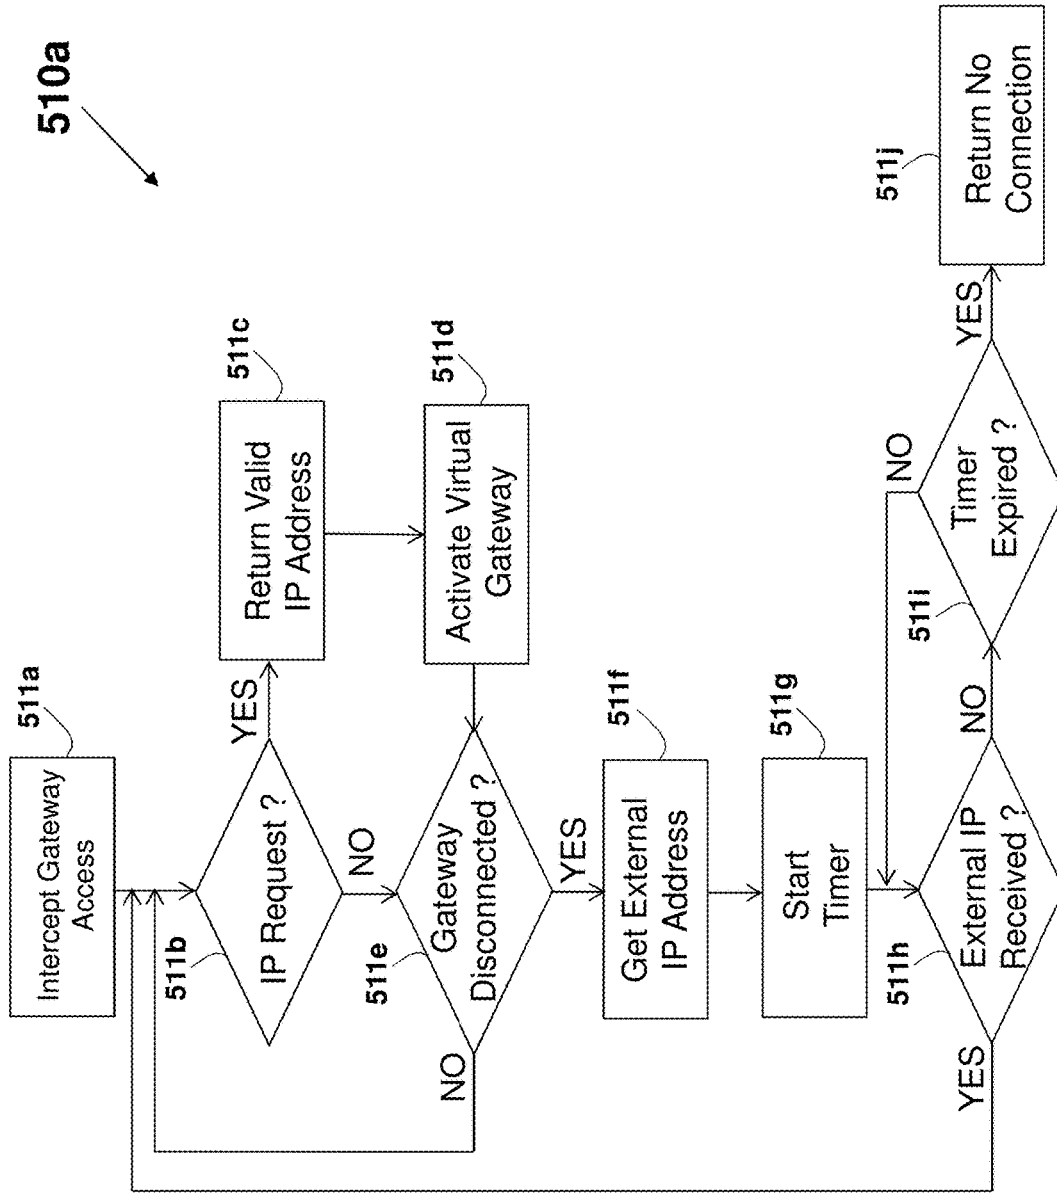 510a
511a
Intercept Gateway
Access
511b
IP Request ?
YES
NO
511c
Return Valid
IP Address
511d
Activate Virtual
Gateway
511e
Gateway
Disconnected ?
NO
YES
511f
Get External
IP Address
511g
Start
Timer
511h
External IP
Received ?
YES
NO
511i
Timer
Expired ?
NO
YES
511j
Return No
Connection